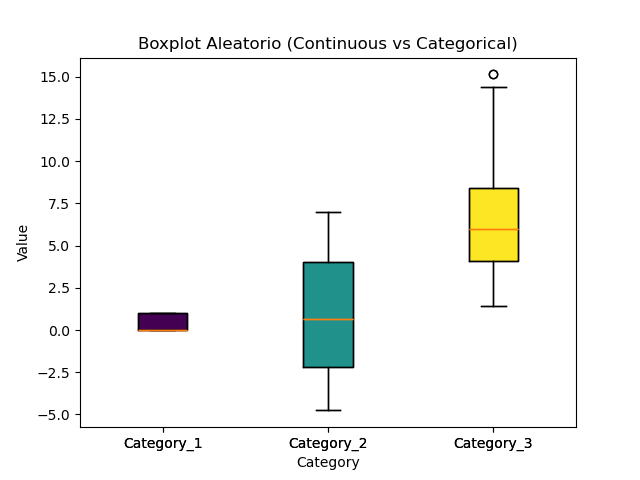 Boxplot Aleatorio (Continuous vs Categorical)
15.0
12.5
10.0
7.5
5.0
2.5
0.0
−2.5
−5.0
Value
Category_1 Category_2 Category_3
Category